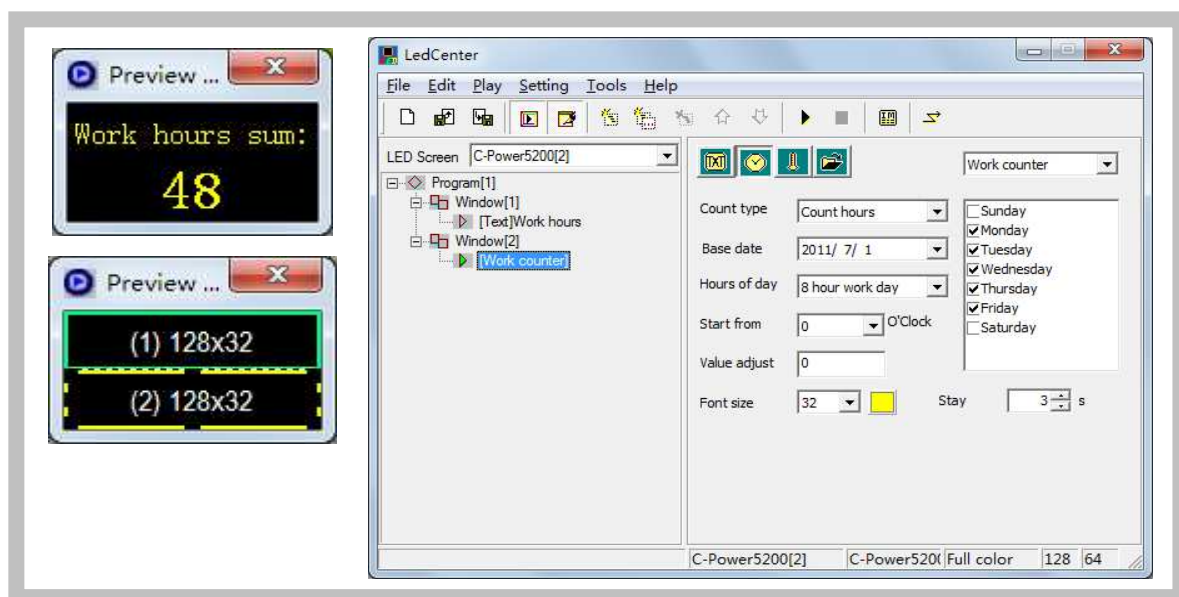 Preview ...
Work hours sum:
48
Preview ...
(1) 128x32
(2) 128x32
LedCenter
File Edit Play Setting Tools Help
LED Screen C-Power5200[2]
Program[1]
Window[1]
[Text]Work hours
Window[2]
[Work counter]
TXT
Work counter
Count type Count hours
Base date 2011/ 7/ 1
Hours of day 8 hour work day
Start from 0 O'Clock
Value adjust 0
Font size 32 Stay 3 s
Sunday
Monday
Tuesday
Wednesday
Thursday
Friday
Saturday
C-Power5200[2] C-Power520( Full color 128 64